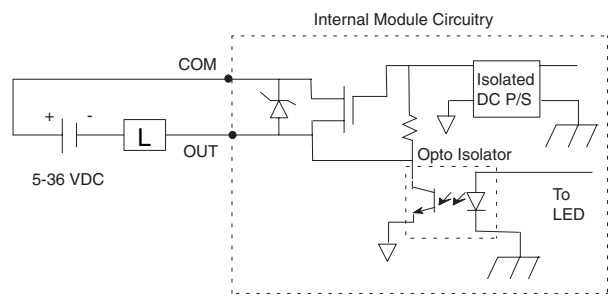 Internal Module Circuitry
COM
Isolated
DC P/S
+ -
L
OUT
Opto Isolator
5-36 VDC
To
LED